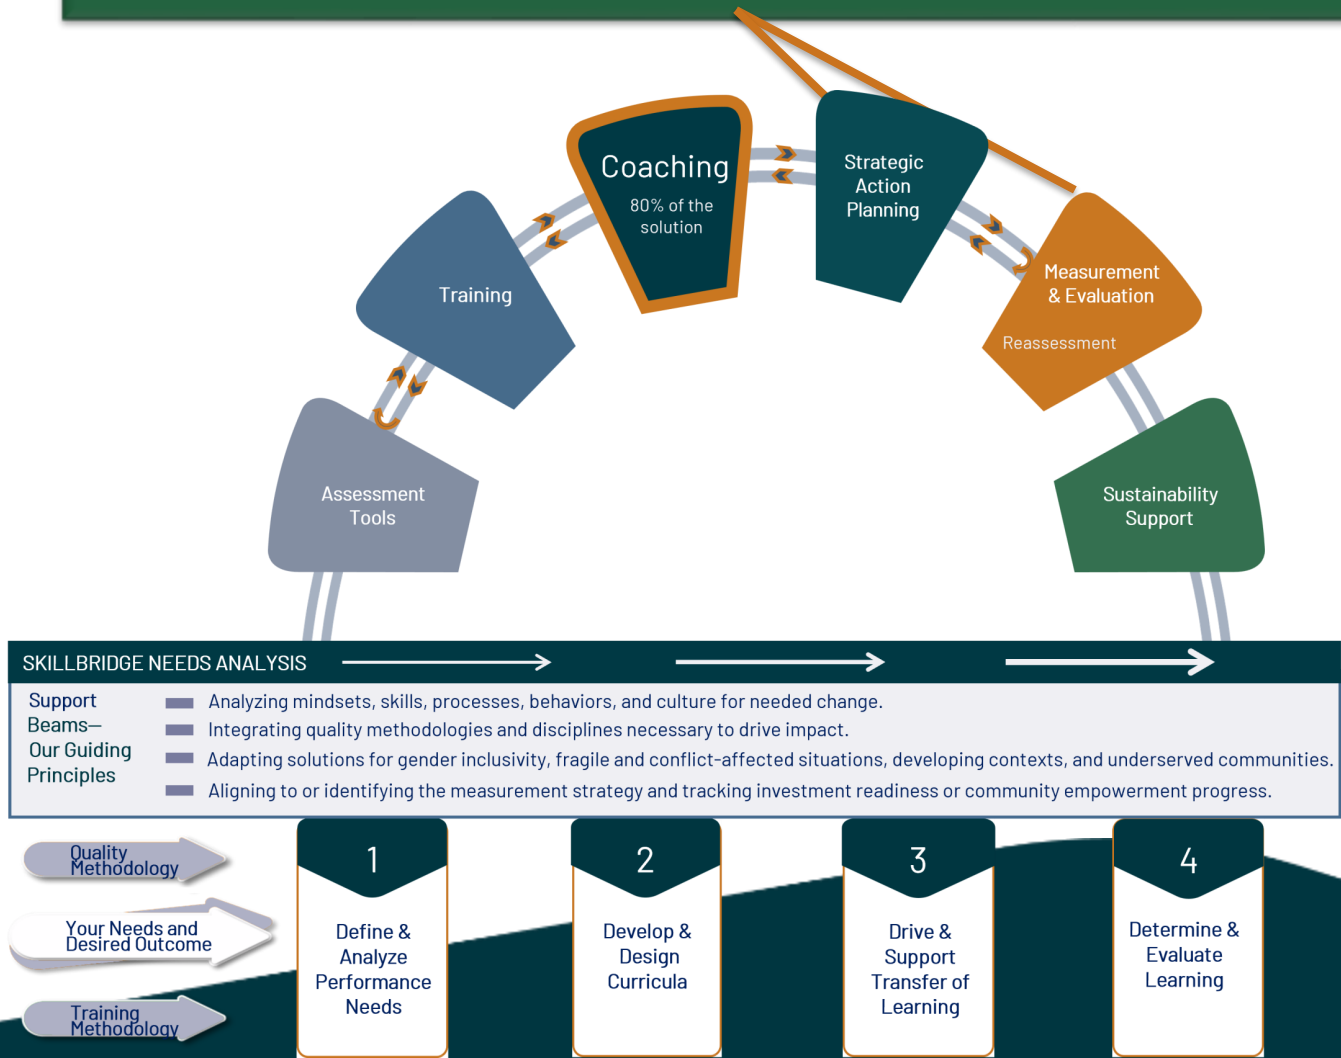 Coaching
80% of the
solution
Strategic
Action
Planning
Training
Measurement
& Evaluation
Reassessment
Assessment
Tools
Sustainability
Support
SKILLBRIDGE NEEDS ANALYSIS
Support
Beams—
Our Guiding
Principles
Analyzing mindsets, skills, processes, behaviors, and culture for needed change.
Integrating quality methodologies and disciplines necessary to drive impact.
Adapting solutions for gender inclusivity, fragile and conflict-affected situations, developing contexts, and underserved communities.
Aligning to or identifying the measurement strategy and tracking investment readiness or community empowerment progress.
Quality
Methodology
Your Needs and
Desired Outcome
Training
Methodology
1
Define &
Analyze
Performance
Needs
2
Develop &
Design
Curricula
3
Drive &
Support
Transfer of
Learning
4
Determine &
Evaluate
Learning